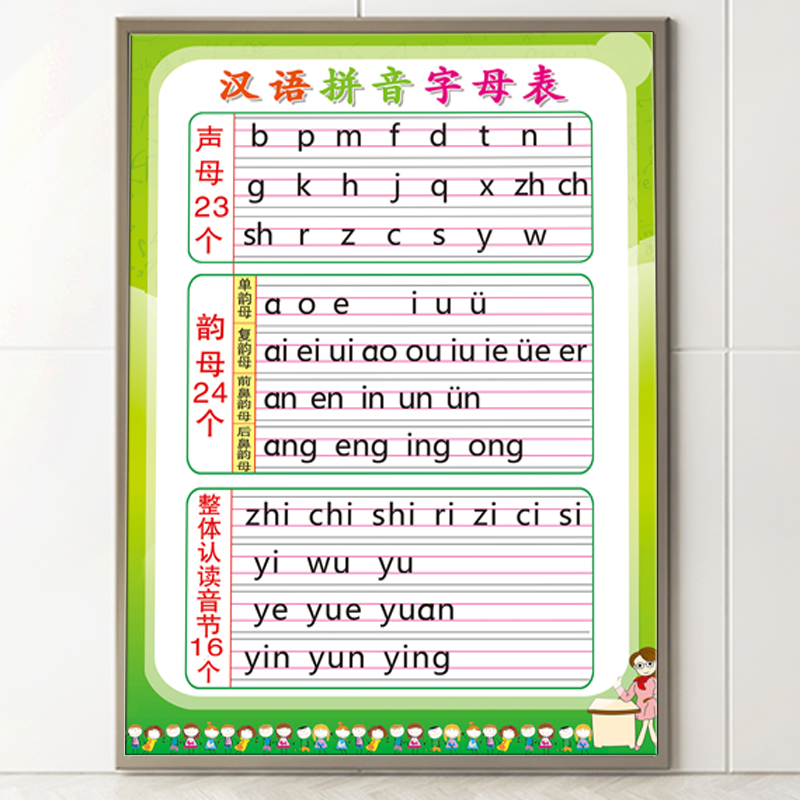 汉语拼音字母表
声母23个
b p m f d t n l
g k h j q x zh ch
sh r z c s y w
韵母24个
单韵母
ɑ o e i u ü
复韵母
ɑi ei ui ɑo ou iu ie üe er
前鼻韵母
ɑn en in un ün
后鼻韵母
ɑng eng ing ong
整体认读音节16个
zhi chi shi ri zi ci si
yi wu yu
ye yue yuɑn
yin yun ying